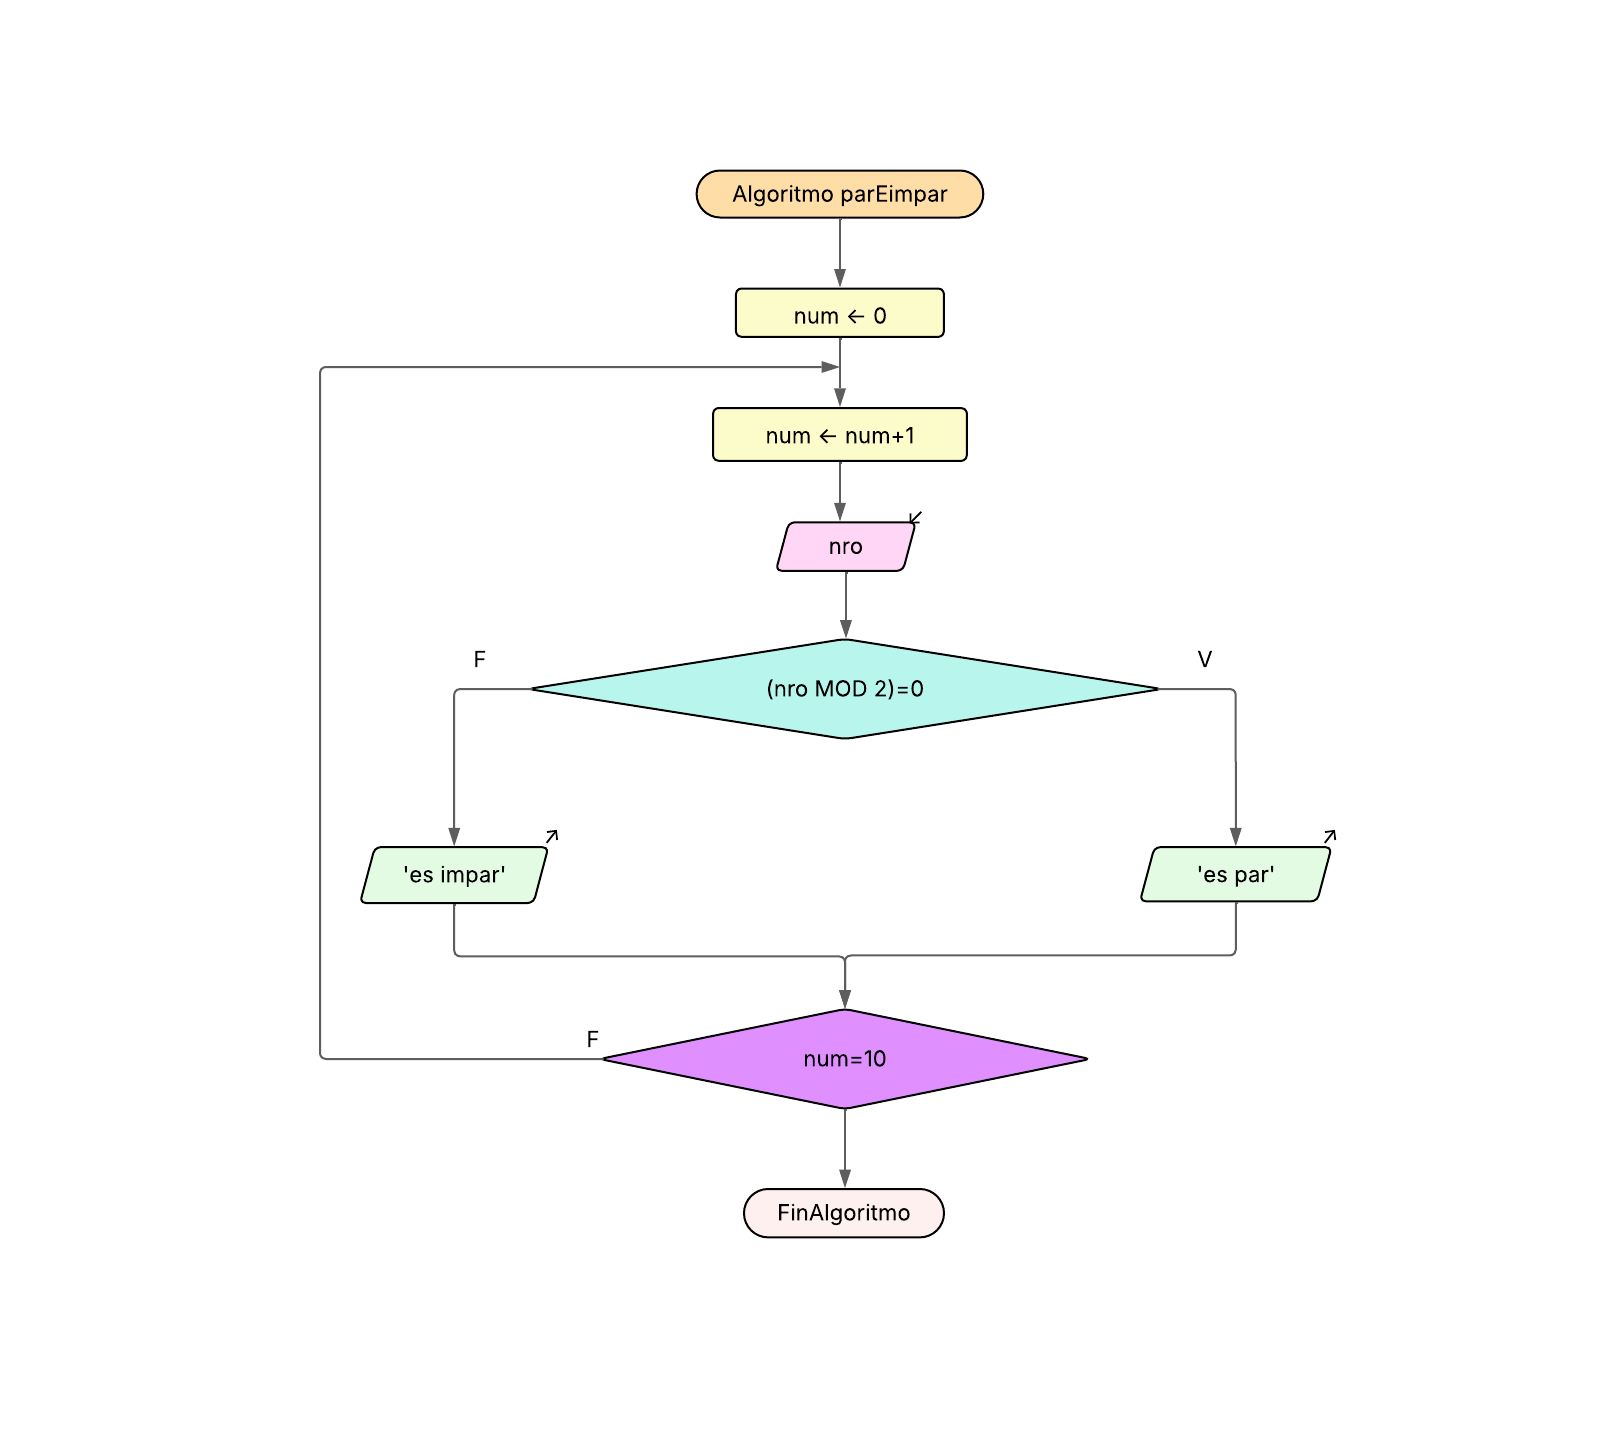 Algoritmo parEimpar
num ← 0
num ← num+1
nro
F
V
(nro MOD 2)=0
'es impar'
'es par'
F
num=10
FinAlgoritmo